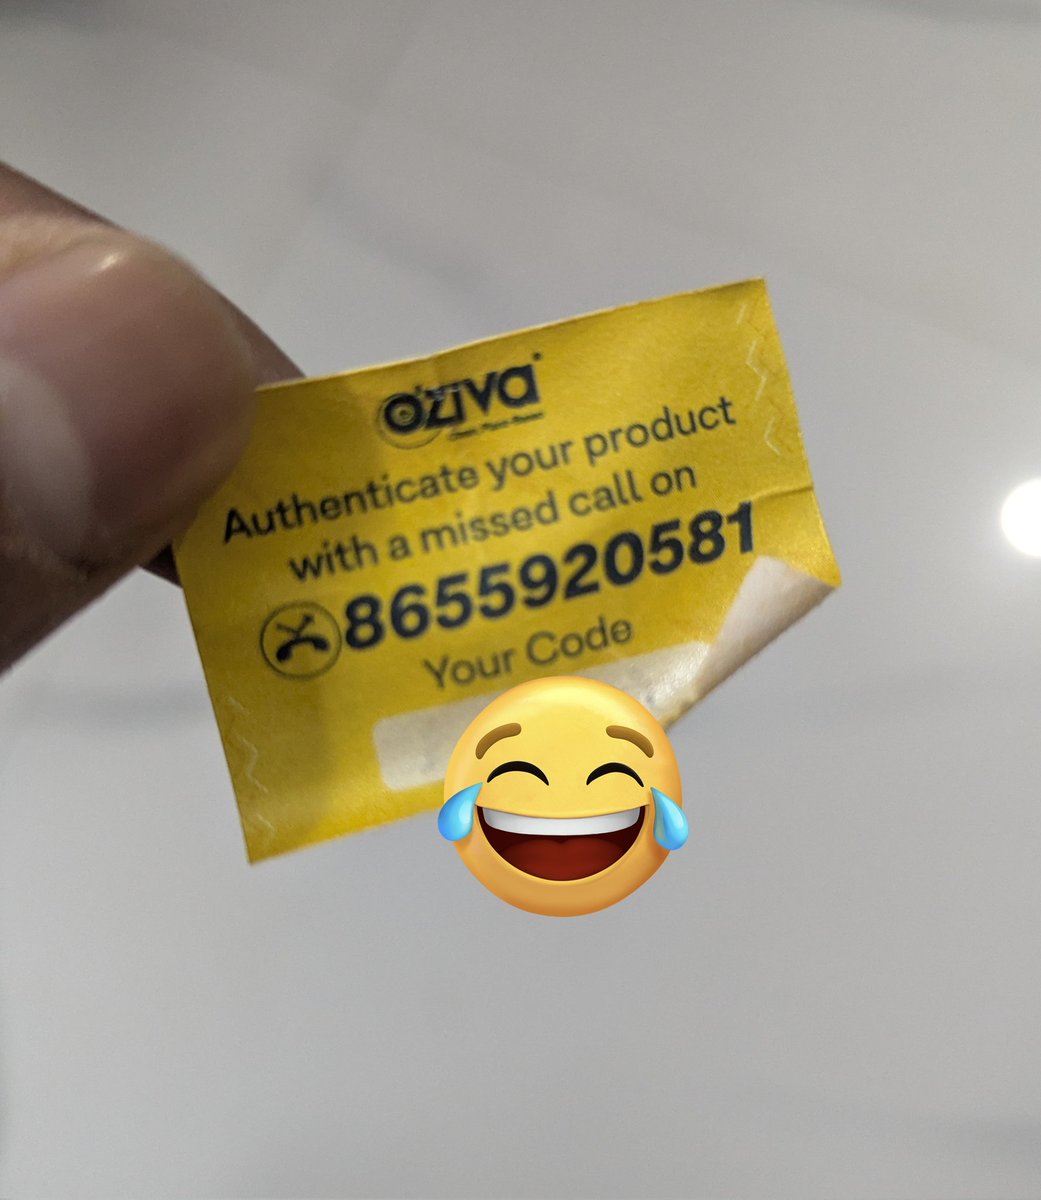 OZiva
Authenticate your product
with a missed call on
8655920581
Your Code